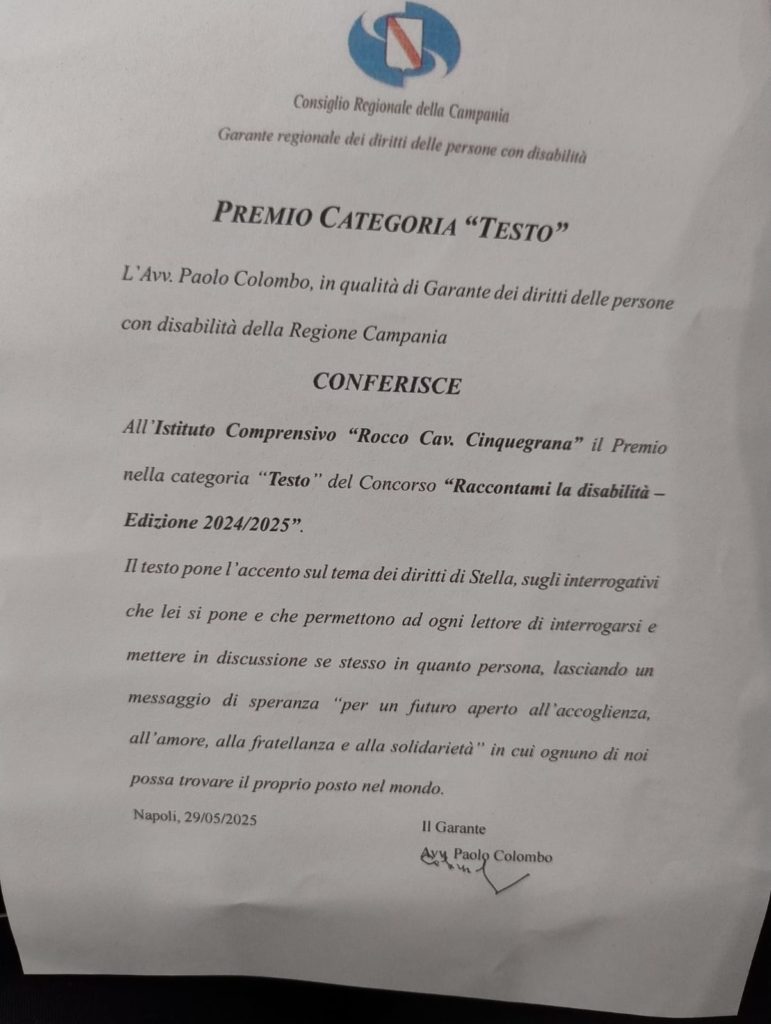 Consiglio Regionale della Campania
Garante regionale dei diritti delle persone con disabilità
PREMIO CATEGORIA “TESTO”
L’Avv. Paolo Colombo, in qualità di Garante dei diritti delle persone
con disabilità della Regione Campania
CONFERISCE
All’Istituto Comprensivo “Rocco Cav. Cinquegrana” il Premio
nella categoria “Testo” del Concorso “Raccontami la disabilità –
Edizione 2024/2025”.
Il testo pone l’accento sul tema dei diritti di Stella, sugli interrogativi
che lei si pone e che permettono ad ogni lettore di interrogarsi e
mettere in discussione se stesso in quanto persona, lasciando un
messaggio di speranza “per un futuro aperto all’accoglienza,
all’amore, alla fratellanza e alla solidarietà” in cui ognuno di noi
possa trovare il proprio posto nel mondo.
Napoli, 29/05/2025
Il Garante
Avv. Paolo Colombo